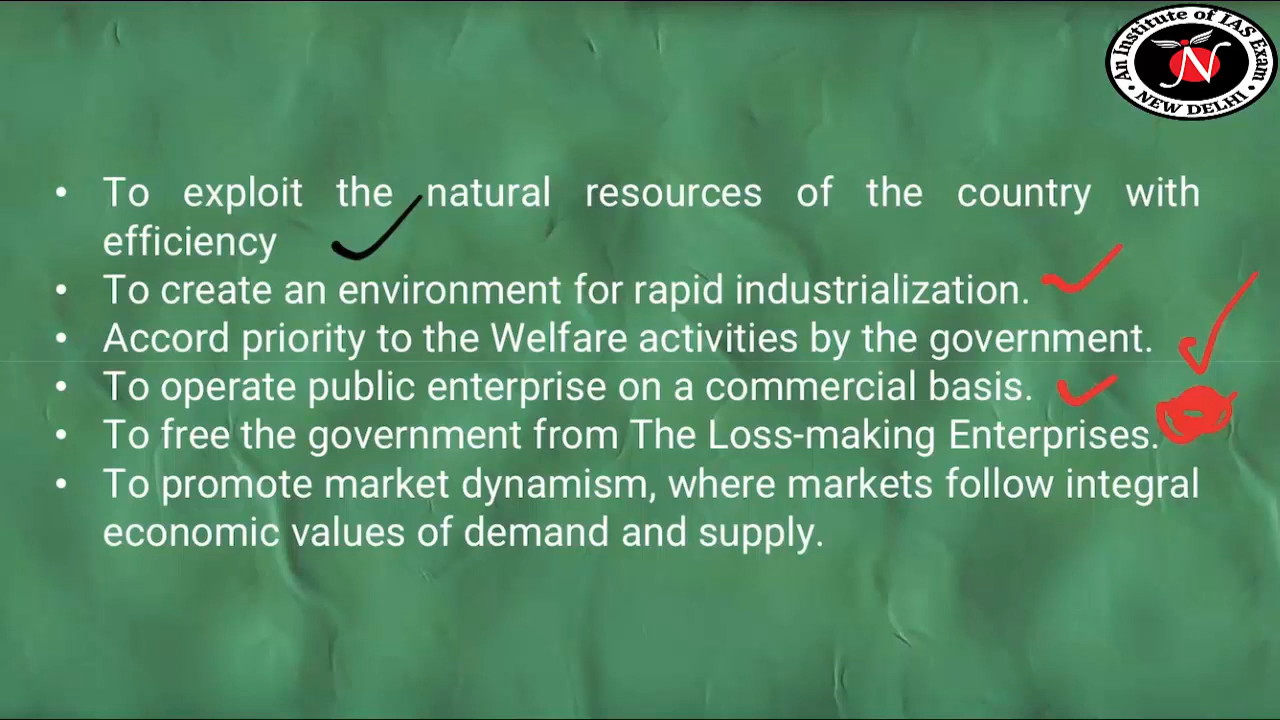 An Institute of IAS Exam
N
NEW DELHI
• To exploit the natural resources of the country with
efficiency
• To create an environment for rapid industrialization.
• Accord priority to the Welfare activities by the government.
• To operate public enterprise on a commercial basis.
• To free the government from The Loss-making Enterprises.
• To promote market dynamism, where markets follow integral
economic values of demand and supply.